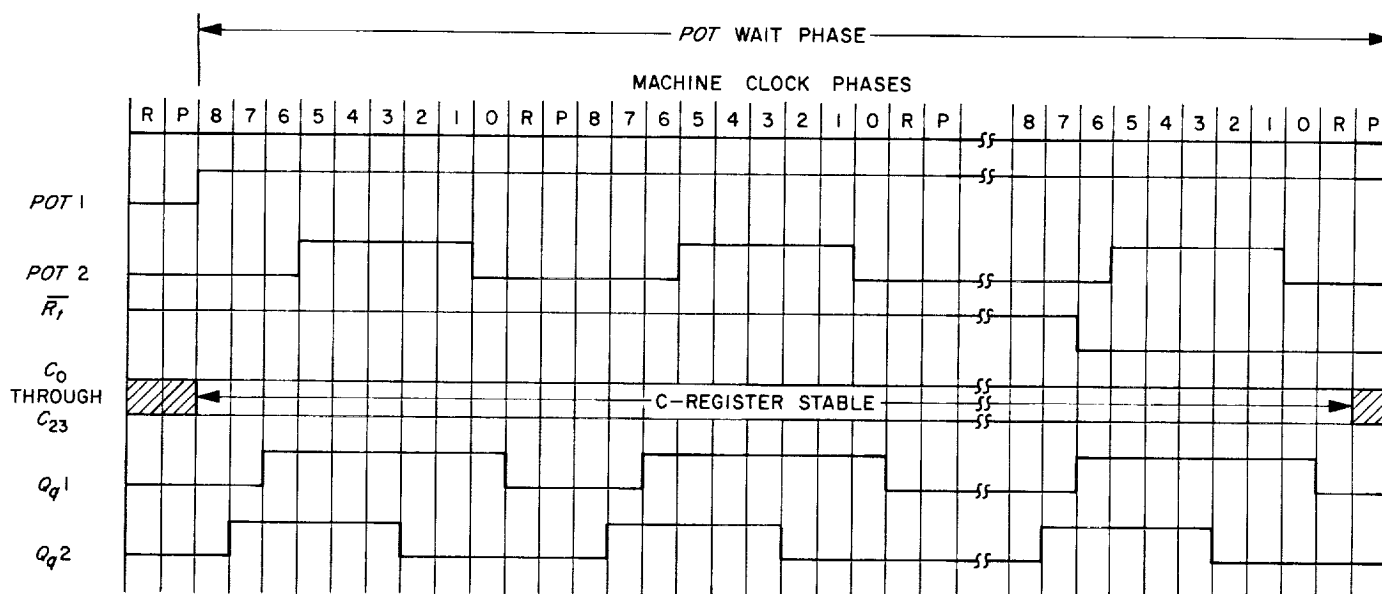 POT WAIT PHASE
MACHINE CLOCK PHASES
R P 8 7 6 5 4 3 2 1 0 R P 8 7 6 5 4 3 2 1 0 R P 8 7 6 5 4 3 2 1 0 R P
POT 1
POT 2
R̅t
C0
THROUGH
C23
C-REGISTER STABLE
Qq1
Qq2